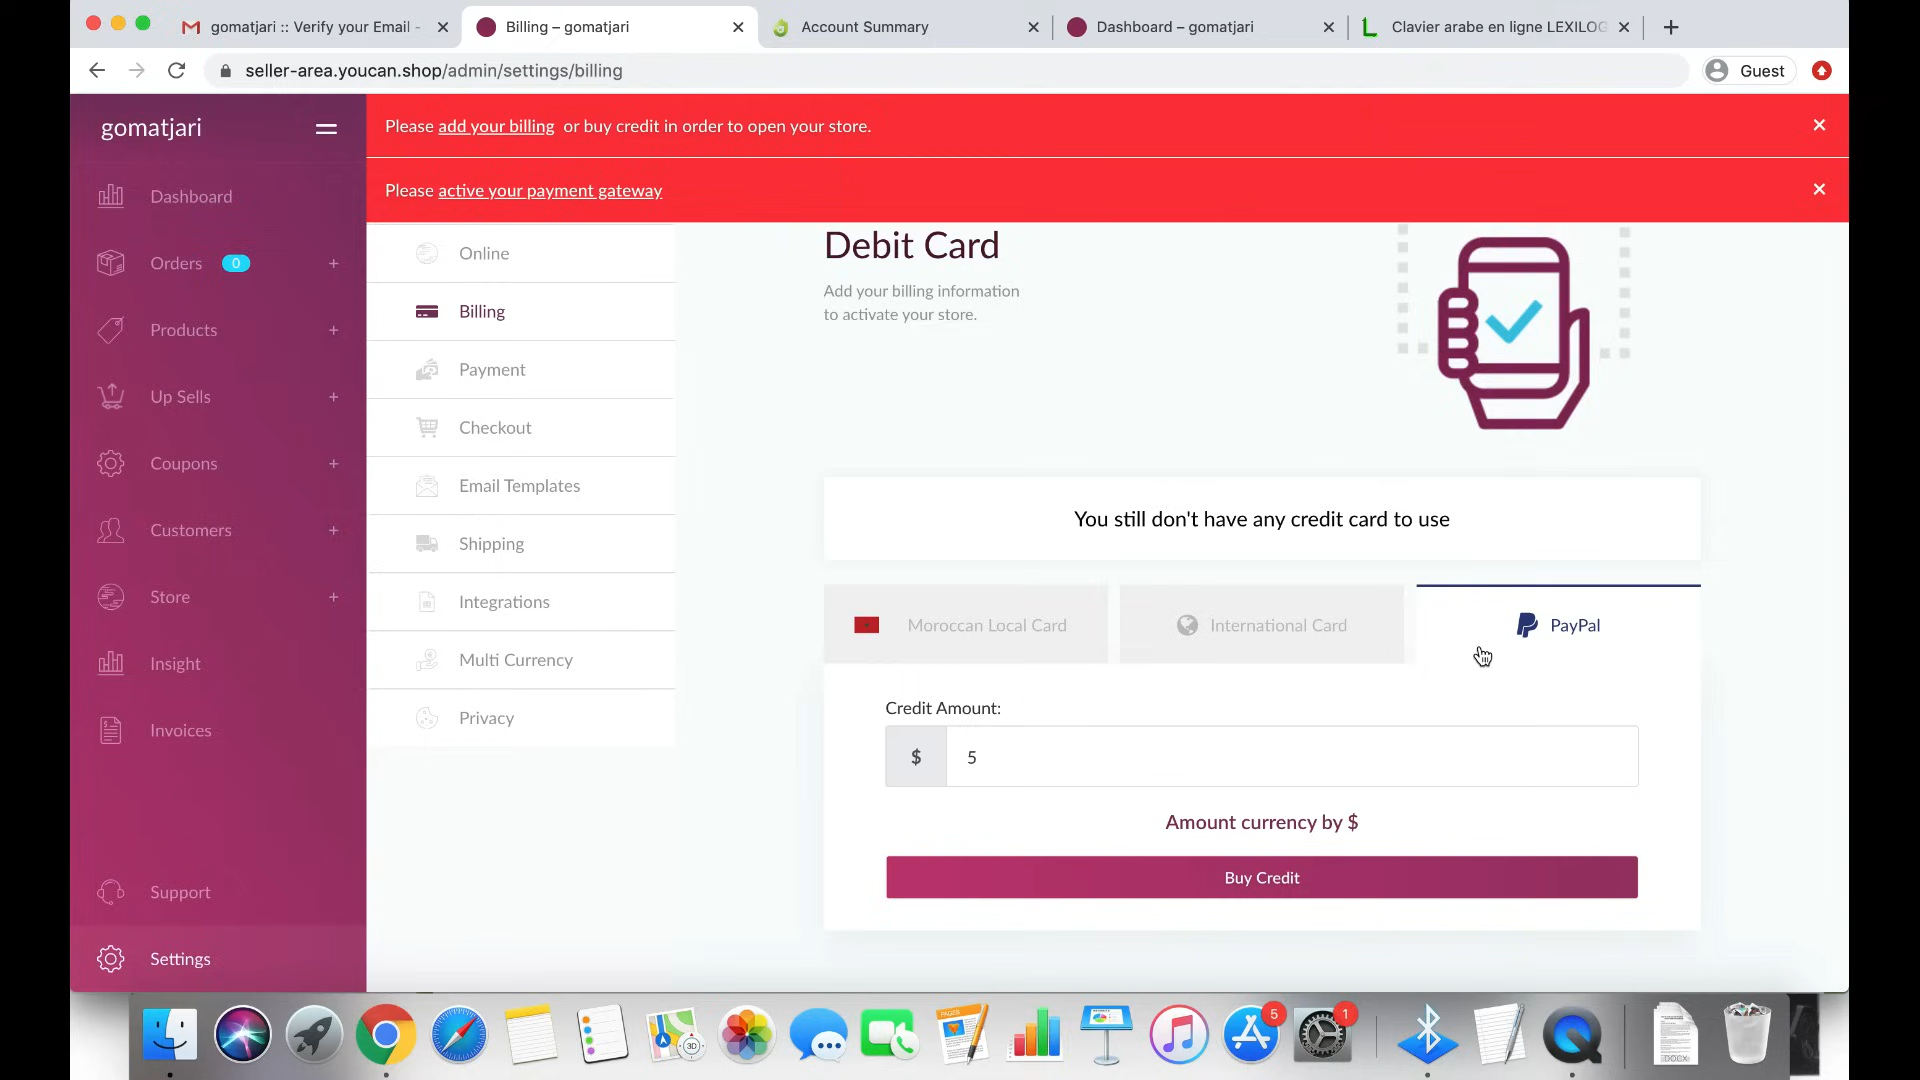 gomatjari :: Verify your Email -
Billing – gomatjari
Account Summary
Dashboard – gomatjari
Clavier arabe en ligne LEXILOG
seller-area.youcan.shop/admin/settings/billing
Guest
gomatjari
Please add your billing or buy credit in order to open your store.
Please active your payment gateway
Dashboard
Orders 0 +
Products +
Up Sells +
Coupons +
Customers +
Store +
Insight
Invoices
Support
Settings
Online
Billing
Payment
Checkout
Email Templates
Shipping
Integrations
Multi Currency
Privacy
Debit Card
Add your billing information
to activate your store.
You still don't have any credit card to use
Moroccan Local Card
International Card
PayPal
Credit Amount:
$ 5
Amount currency by $
Buy Credit
3D
PAGES
5
1
DOCX